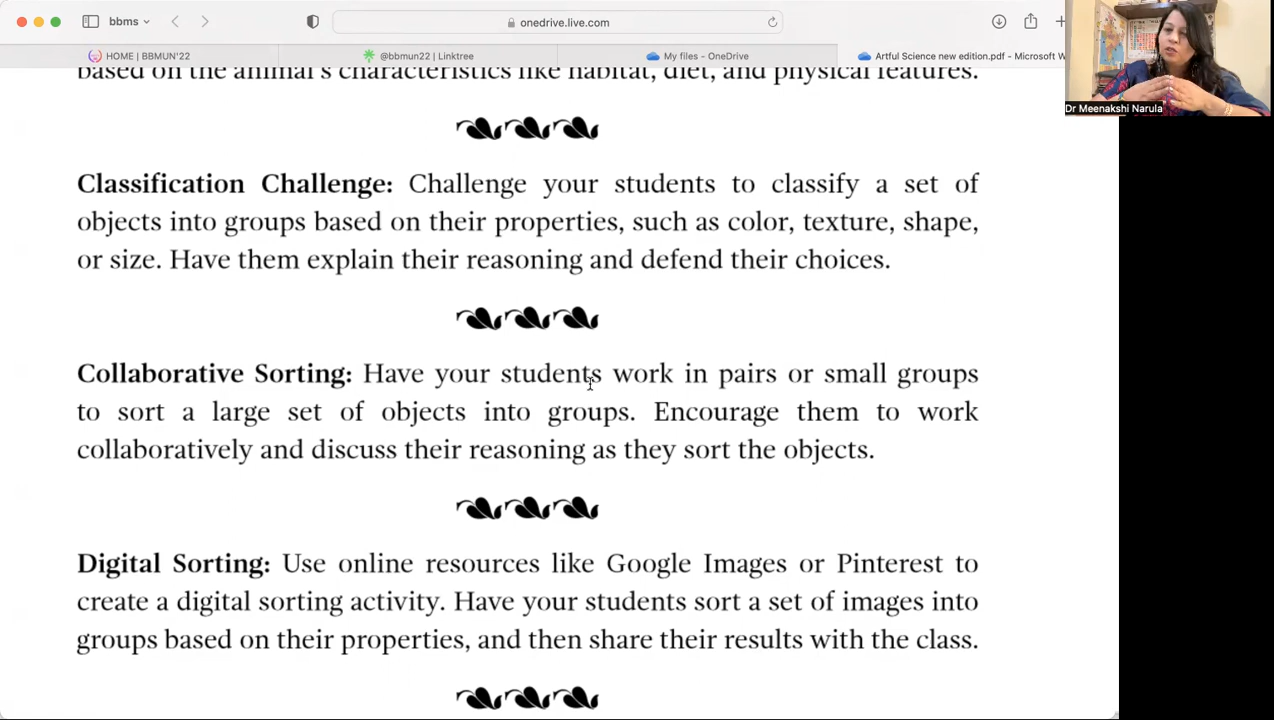 bbms
onedrive.live.com
HOME | BBMUN'22
@bbmun22 | Linktree
My files - OneDrive
Artful Science new edition.pdf - Microsoft W
Dr Meenakshi Narula
based on the animal's characteristics like habitat, diet, and physical features.
Classification Challenge: Challenge your students to classify a set of
objects into groups based on their properties, such as color, texture, shape,
or size. Have them explain their reasoning and defend their choices.
Collaborative Sorting: Have your students work in pairs or small groups
to sort a large set of objects into groups. Encourage them to work
collaboratively and discuss their reasoning as they sort the objects.
Digital Sorting: Use online resources like Google Images or Pinterest to
create a digital sorting activity. Have your students sort a set of images into
groups based on their properties, and then share their results with the class.